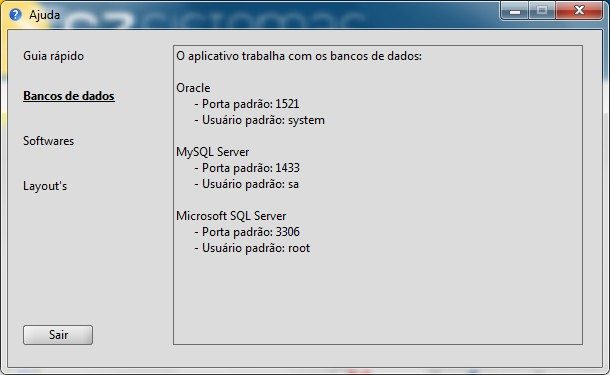 Ajuda
Guia rápido
Bancos de dados
Softwares
Layout's
Sair
O aplicativo trabalha com os bancos de dados:
Oracle
- Porta padrão: 1521
- Usuário padrão: system
MySQL Server
- Porta padrão: 1433
- Usuário padrão: sa
Microsoft SQL Server
- Porta padrão: 3306
- Usuário padrão: root